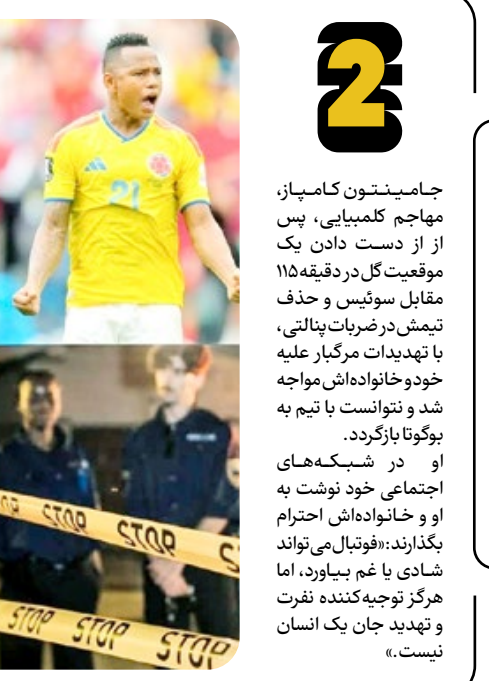 2
جامینتون کامپاز،
مهاجم کلمبیایی، پس
از از دست دادن یک
موقعیت گل در دقیقه ۱۱۵
مقابل سوئیس و حذف
تیمش در ضربات پنالتی،
با تهدیدات مرگبار علیه
خود و خانواده‌اش مواجه
شد و نتوانست با تیم به
بوگوتا بازگردد.
او در شبکه‌های
اجتماعی خود نوشت به
او و خانواده‌اش احترام
بگذارند: «فوتبال می‌تواند
شادی یا غم بیاورد، اما
هرگز توجیه‌کننده نفرت
و تهدید جان یک انسان
نیست.»
21
STOP STOP
STOP STOP STOP